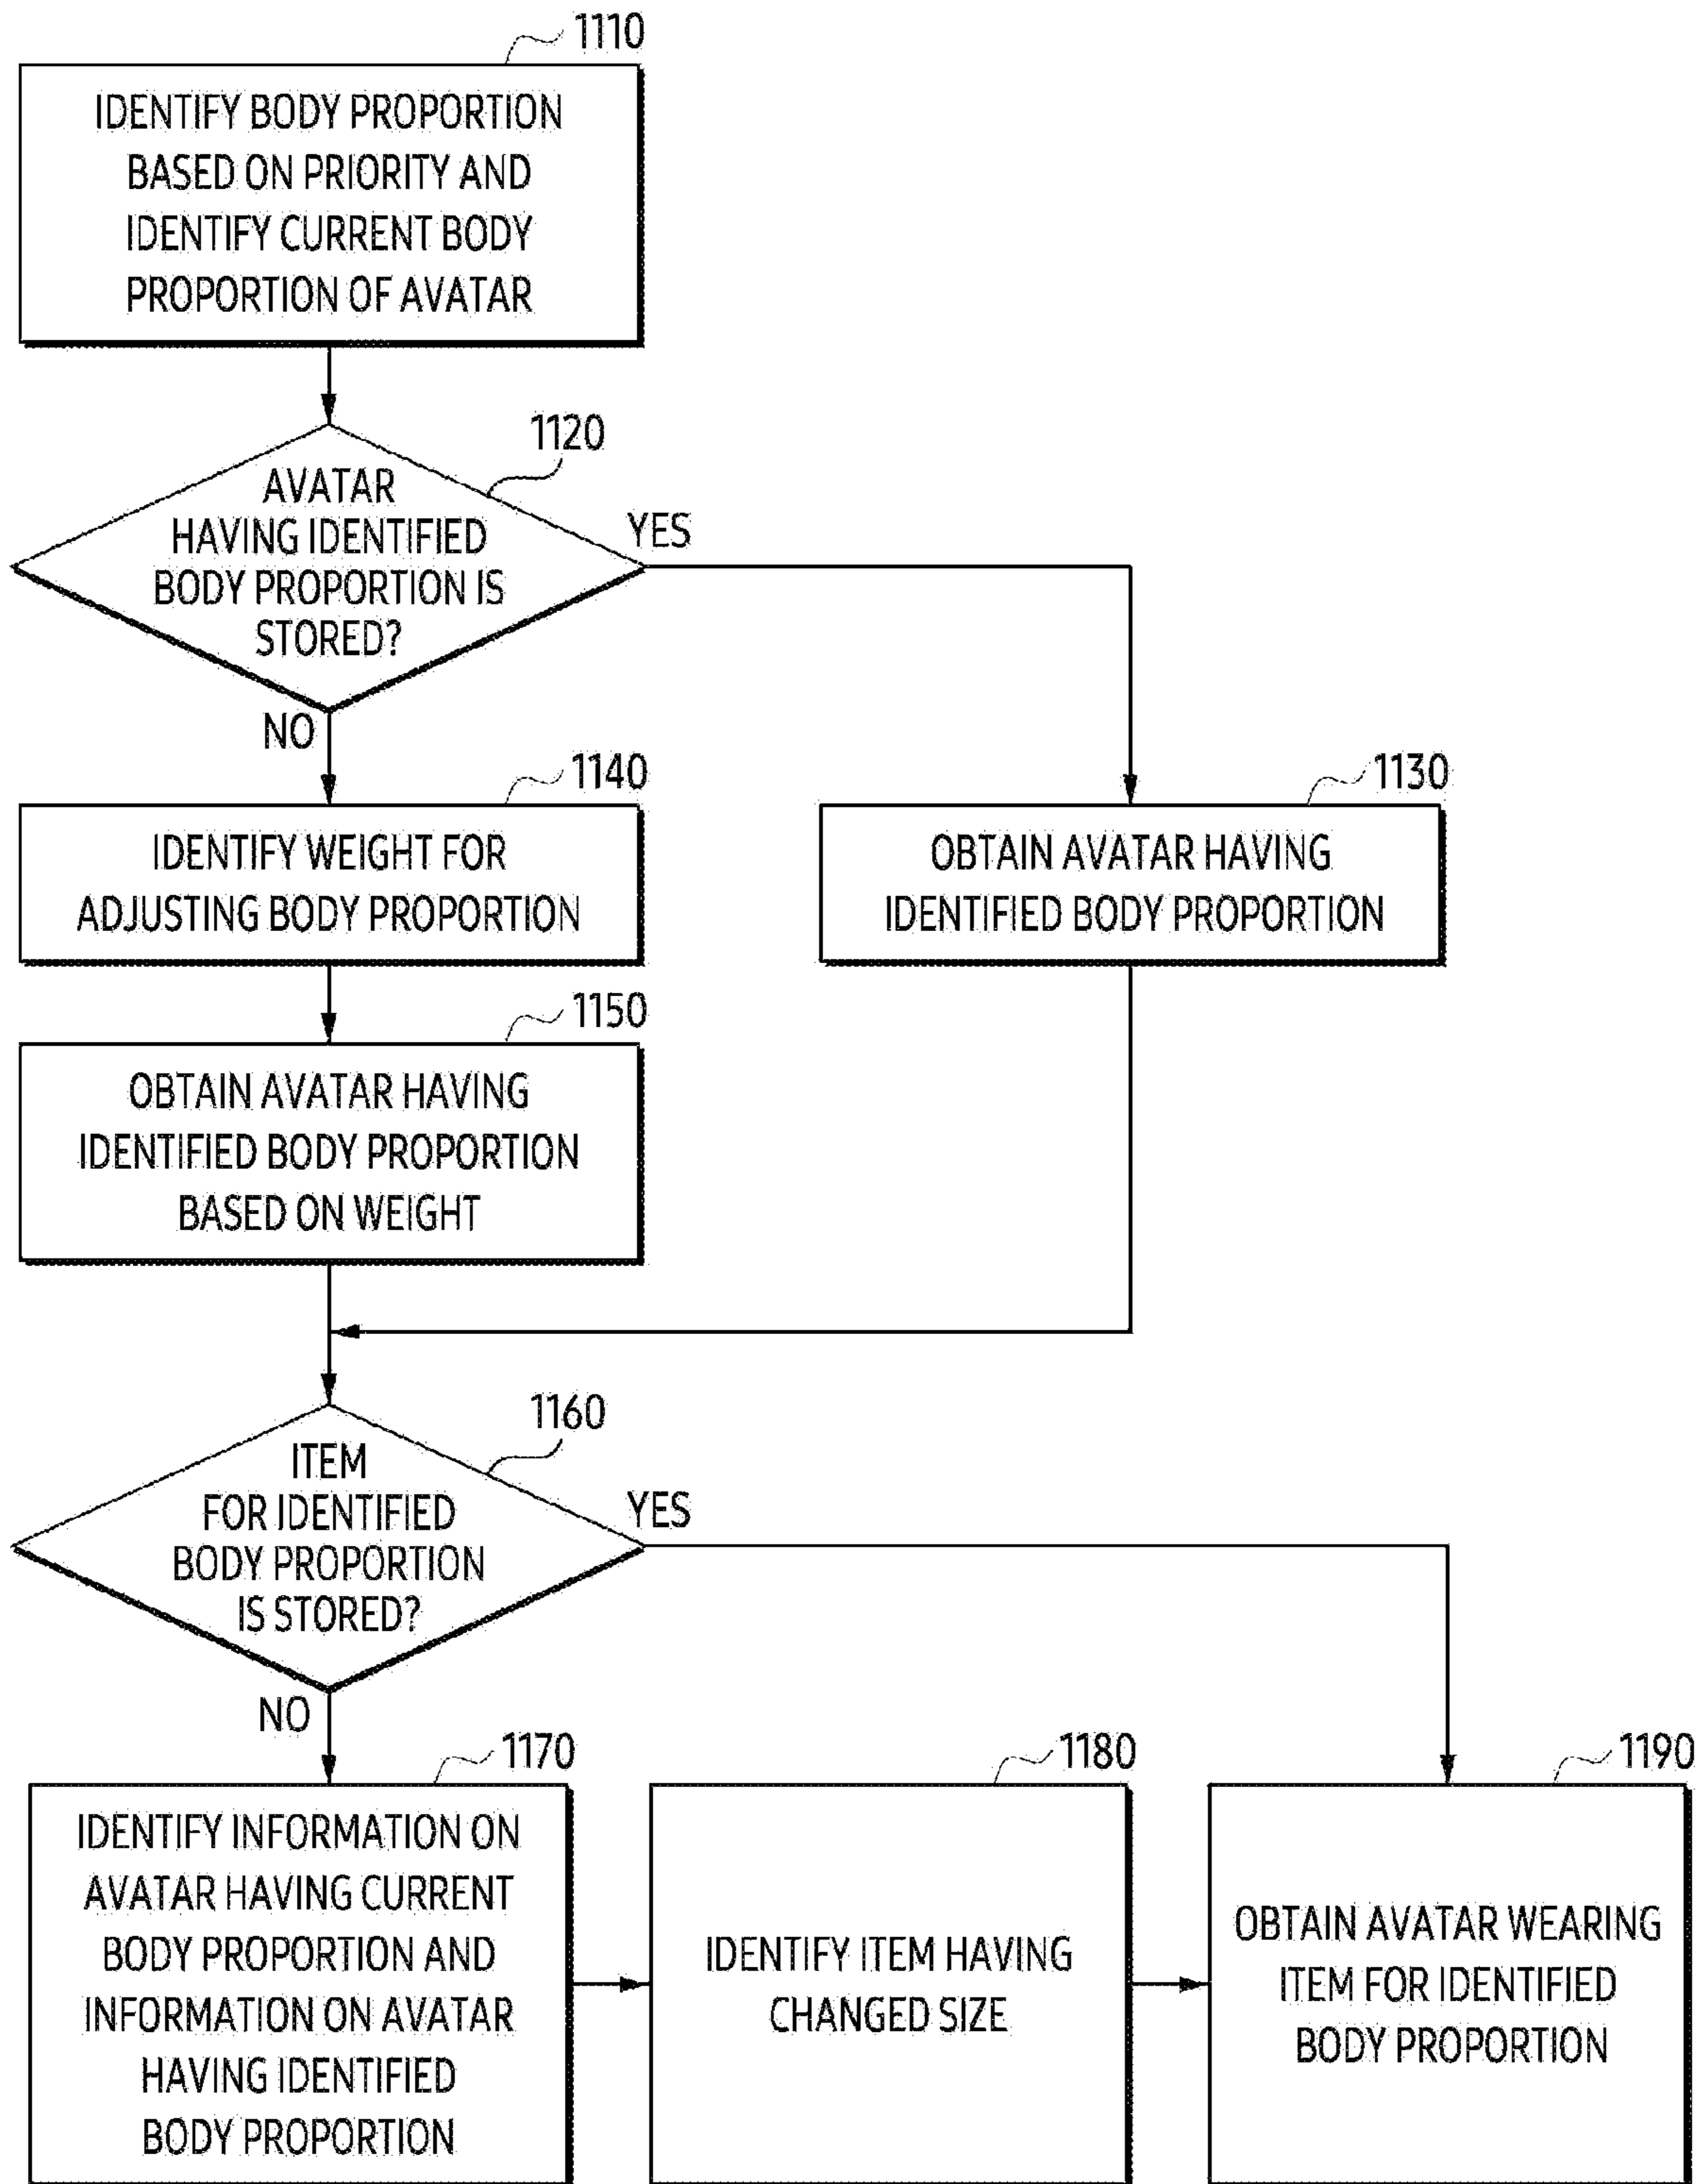 1110
IDENTIFY BODY PROPORTION
BASED ON PRIORITY AND
IDENTIFY CURRENT BODY
PROPORTION OF AVATAR
1120
AVATAR
HAVING IDENTIFIED
BODY PROPORTION IS
STORED?
YES
NO
1140
IDENTIFY WEIGHT FOR
ADJUSTING BODY PROPORTION
1130
OBTAIN AVATAR HAVING
IDENTIFIED BODY PROPORTION
1150
OBTAIN AVATAR HAVING
IDENTIFIED BODY PROPORTION
BASED ON WEIGHT
1160
ITEM
FOR IDENTIFIED
BODY PROPORTION
IS STORED?
YES
NO
1170
IDENTIFY INFORMATION ON
AVATAR HAVING CURRENT
BODY PROPORTION AND
INFORMATION ON AVATAR
HAVING IDENTIFIED
BODY PROPORTION
1180
IDENTIFY ITEM HAVING
CHANGED SIZE
1190
OBTAIN AVATAR WEARING
ITEM FOR IDENTIFIED
BODY PROPORTION